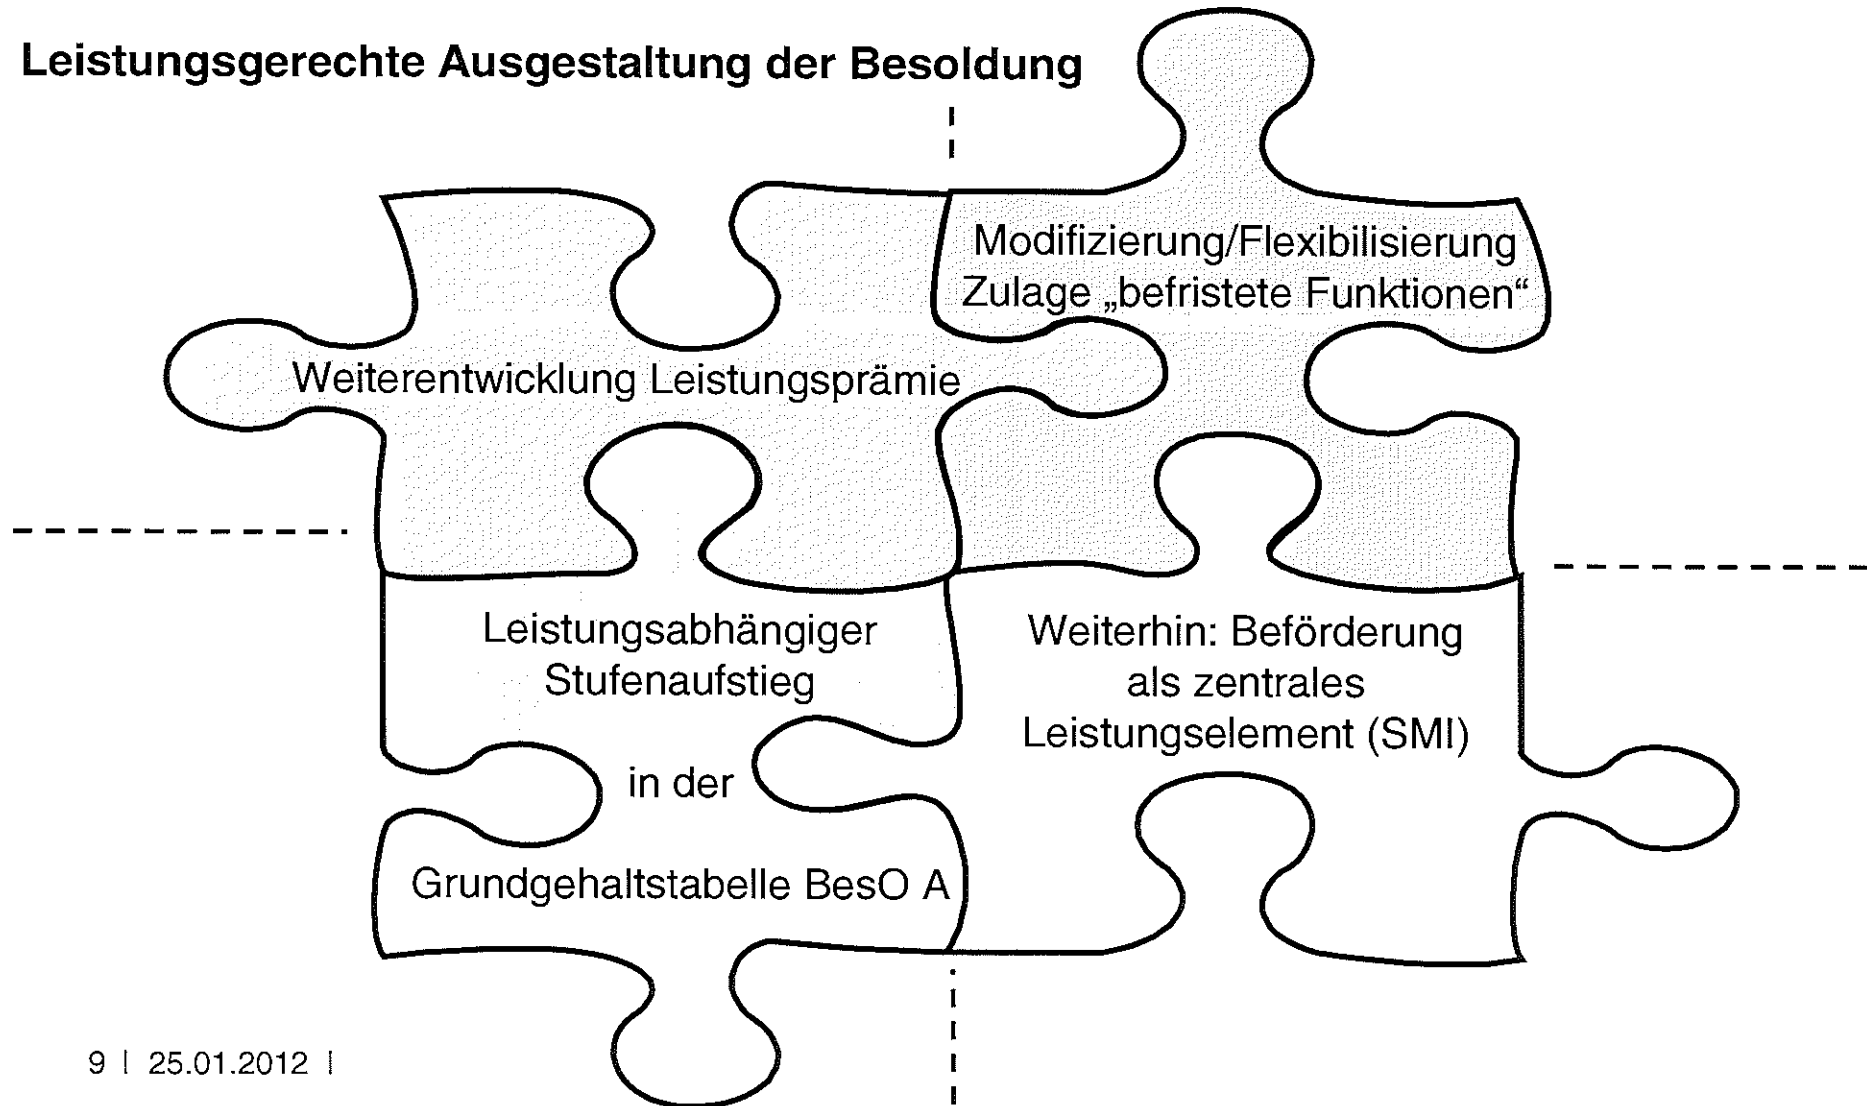 Leistungsgerechte Ausgestaltung der Besoldung
Modifizierung/Flexibilisierung
Zulage „befristete Funktionen“
Weiterentwicklung Leistungsprämie
Leistungsabhängiger
Stufenaufstieg
in der
Grundgehaltstabelle BesO A
Weiterhin: Beförderung
als zentrales
Leistungselement (SMI)
9 | 25.01.2012 |